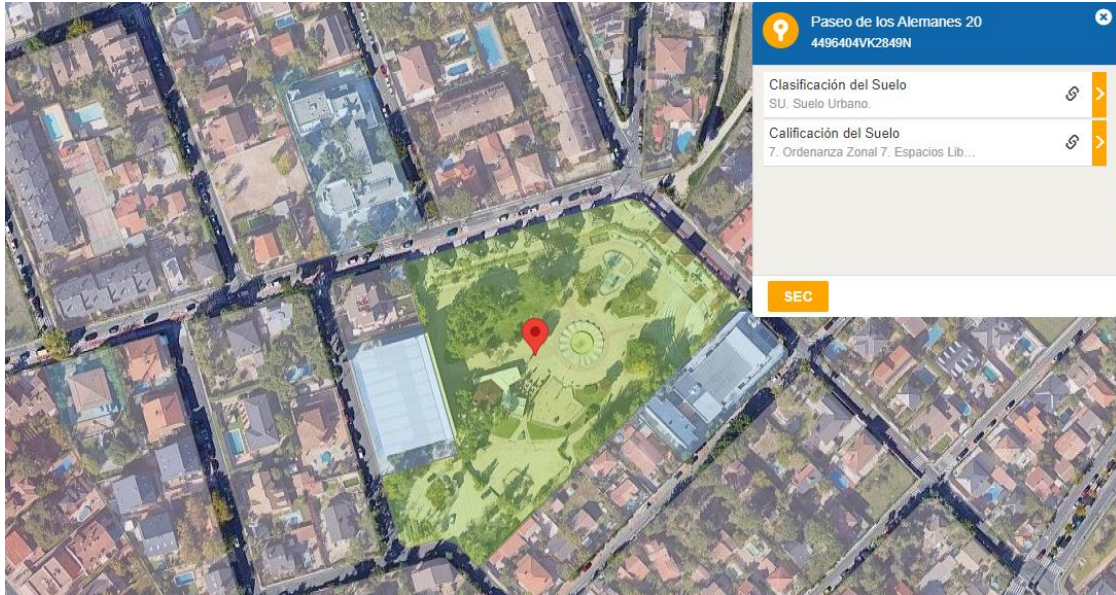 Paseo de los Alemanes 20
4496404VK2849N
Clasificación del Suelo
SU. Suelo Urbano.
Calificación del Suelo
7. Ordenanza Zonal 7. Espacios Lib...
SEC